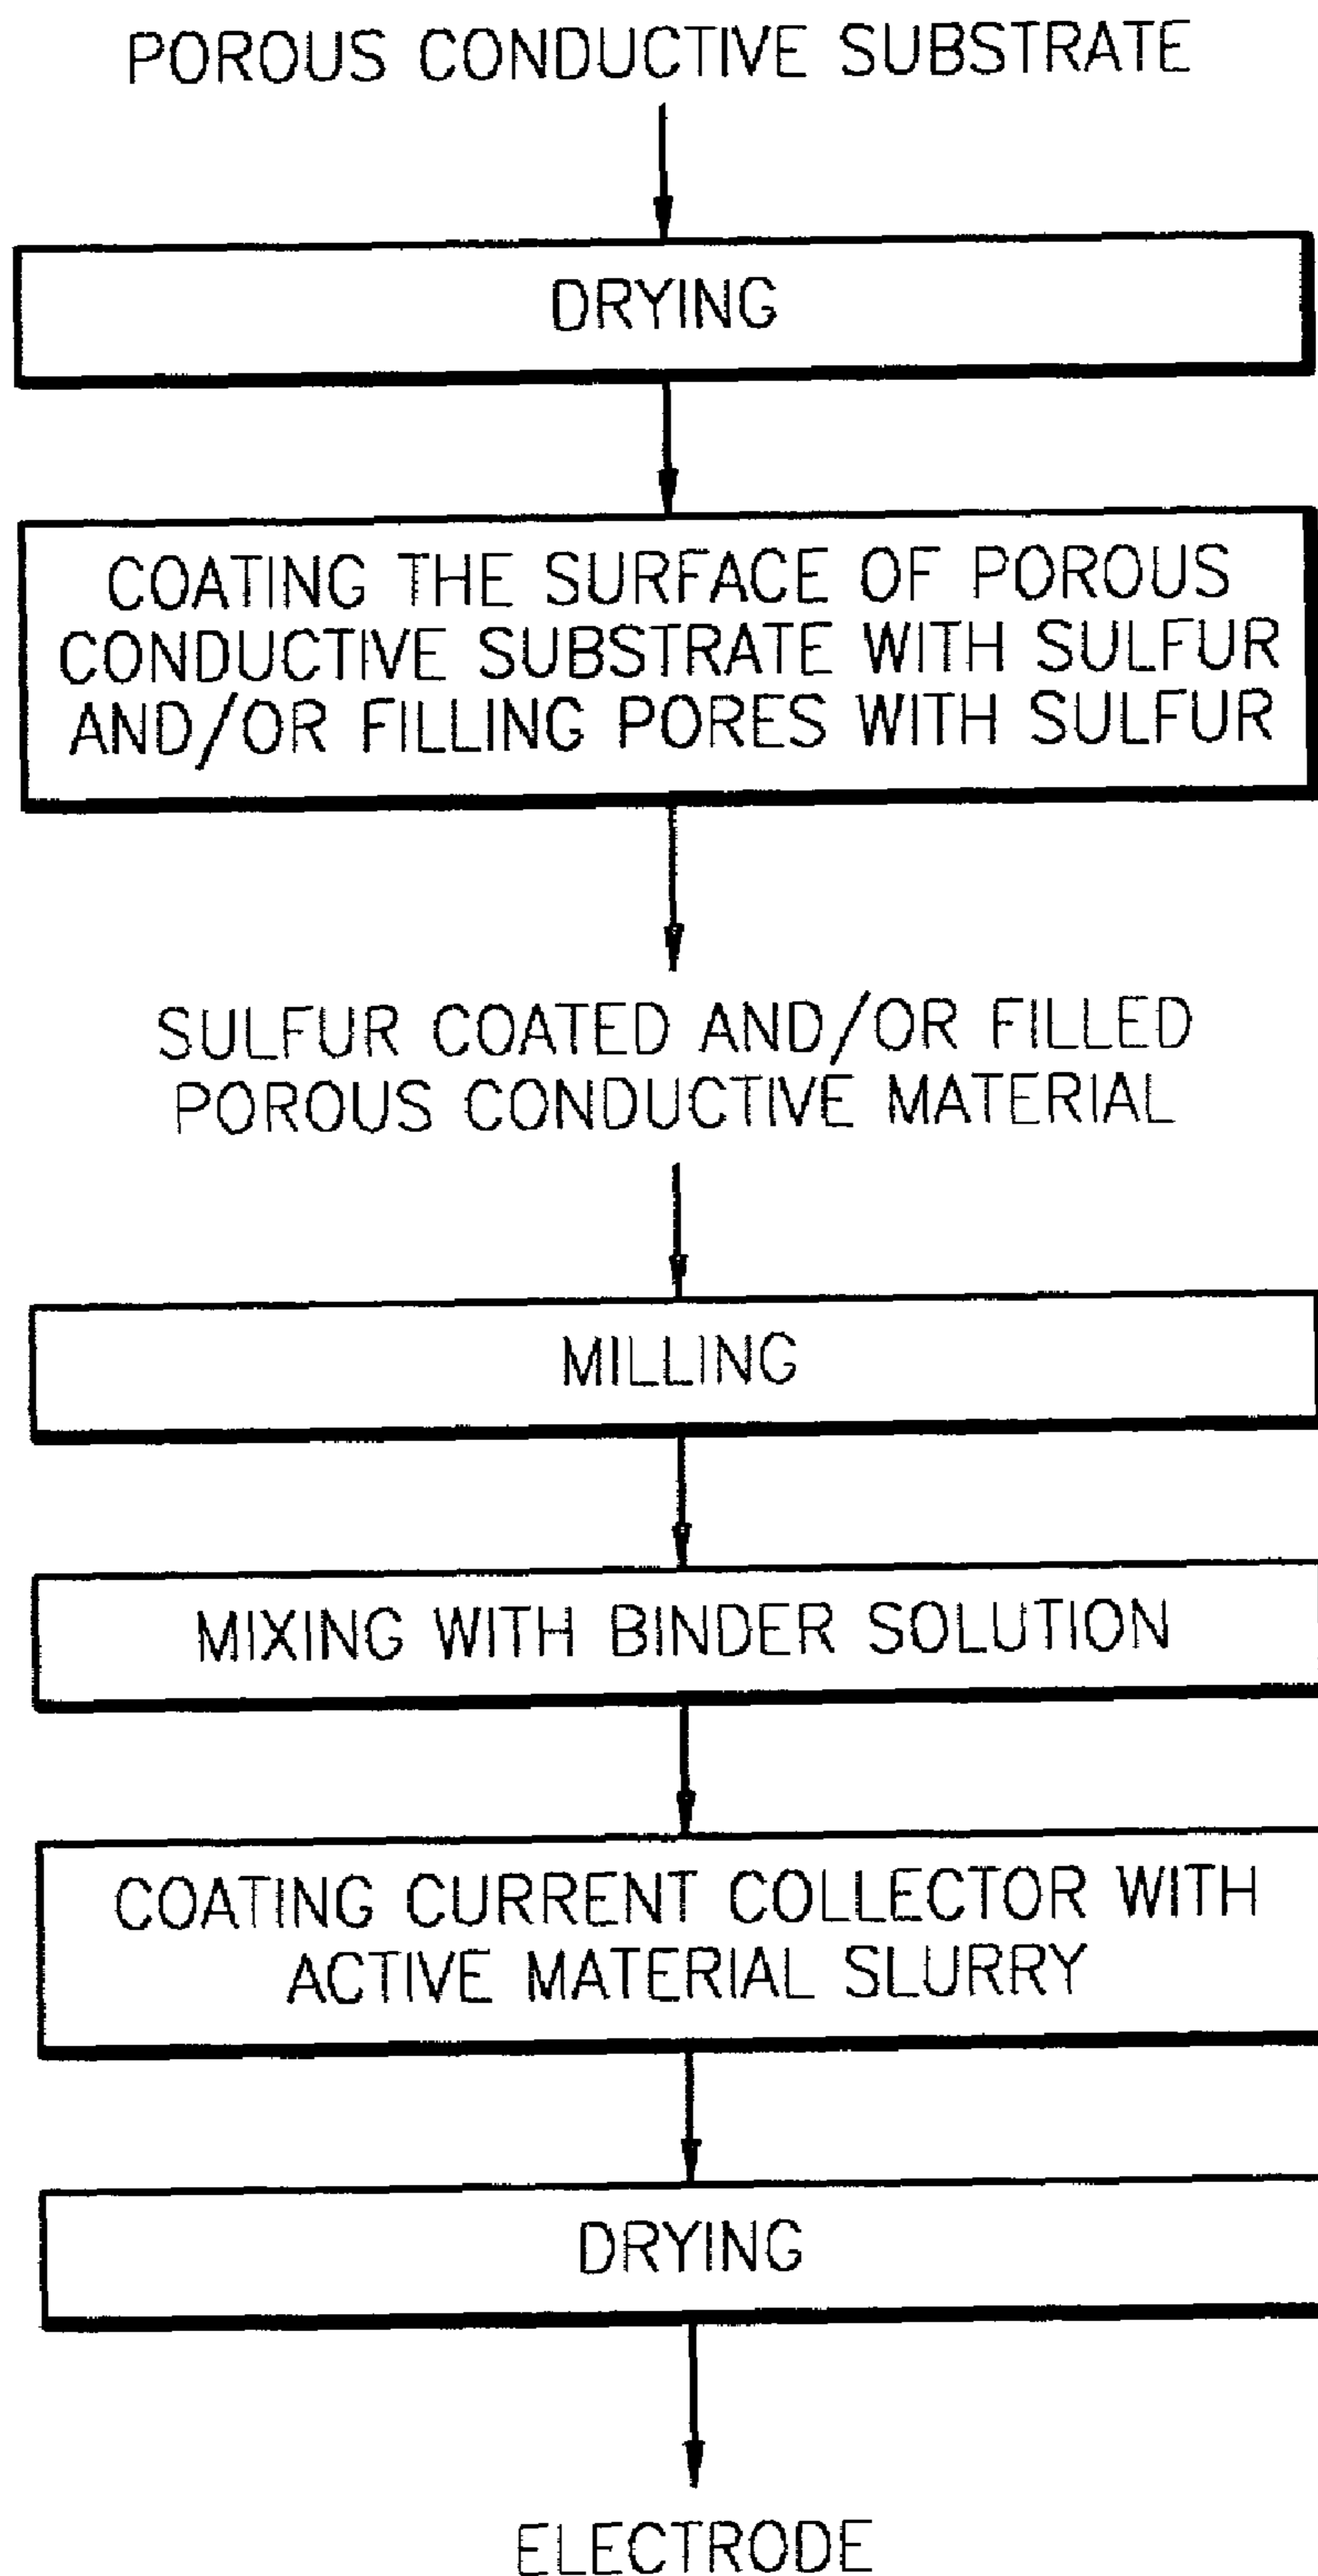 POROUS CONDUCTIVE SUBSTRATE
DRYING
COATING THE SURFACE OF POROUS
CONDUCTIVE SUBSTRATE WITH SULFUR
AND/OR FILLING PORES WITH SULFUR
SULFUR COATED AND/OR FILLED
POROUS CONDUCTIVE MATERIAL
MILLING
MIXING WITH BINDER SOLUTION
COATING CURRENT COLLECTOR WITH
ACTIVE MATERIAL SLURRY
DRYING
ELECTRODE